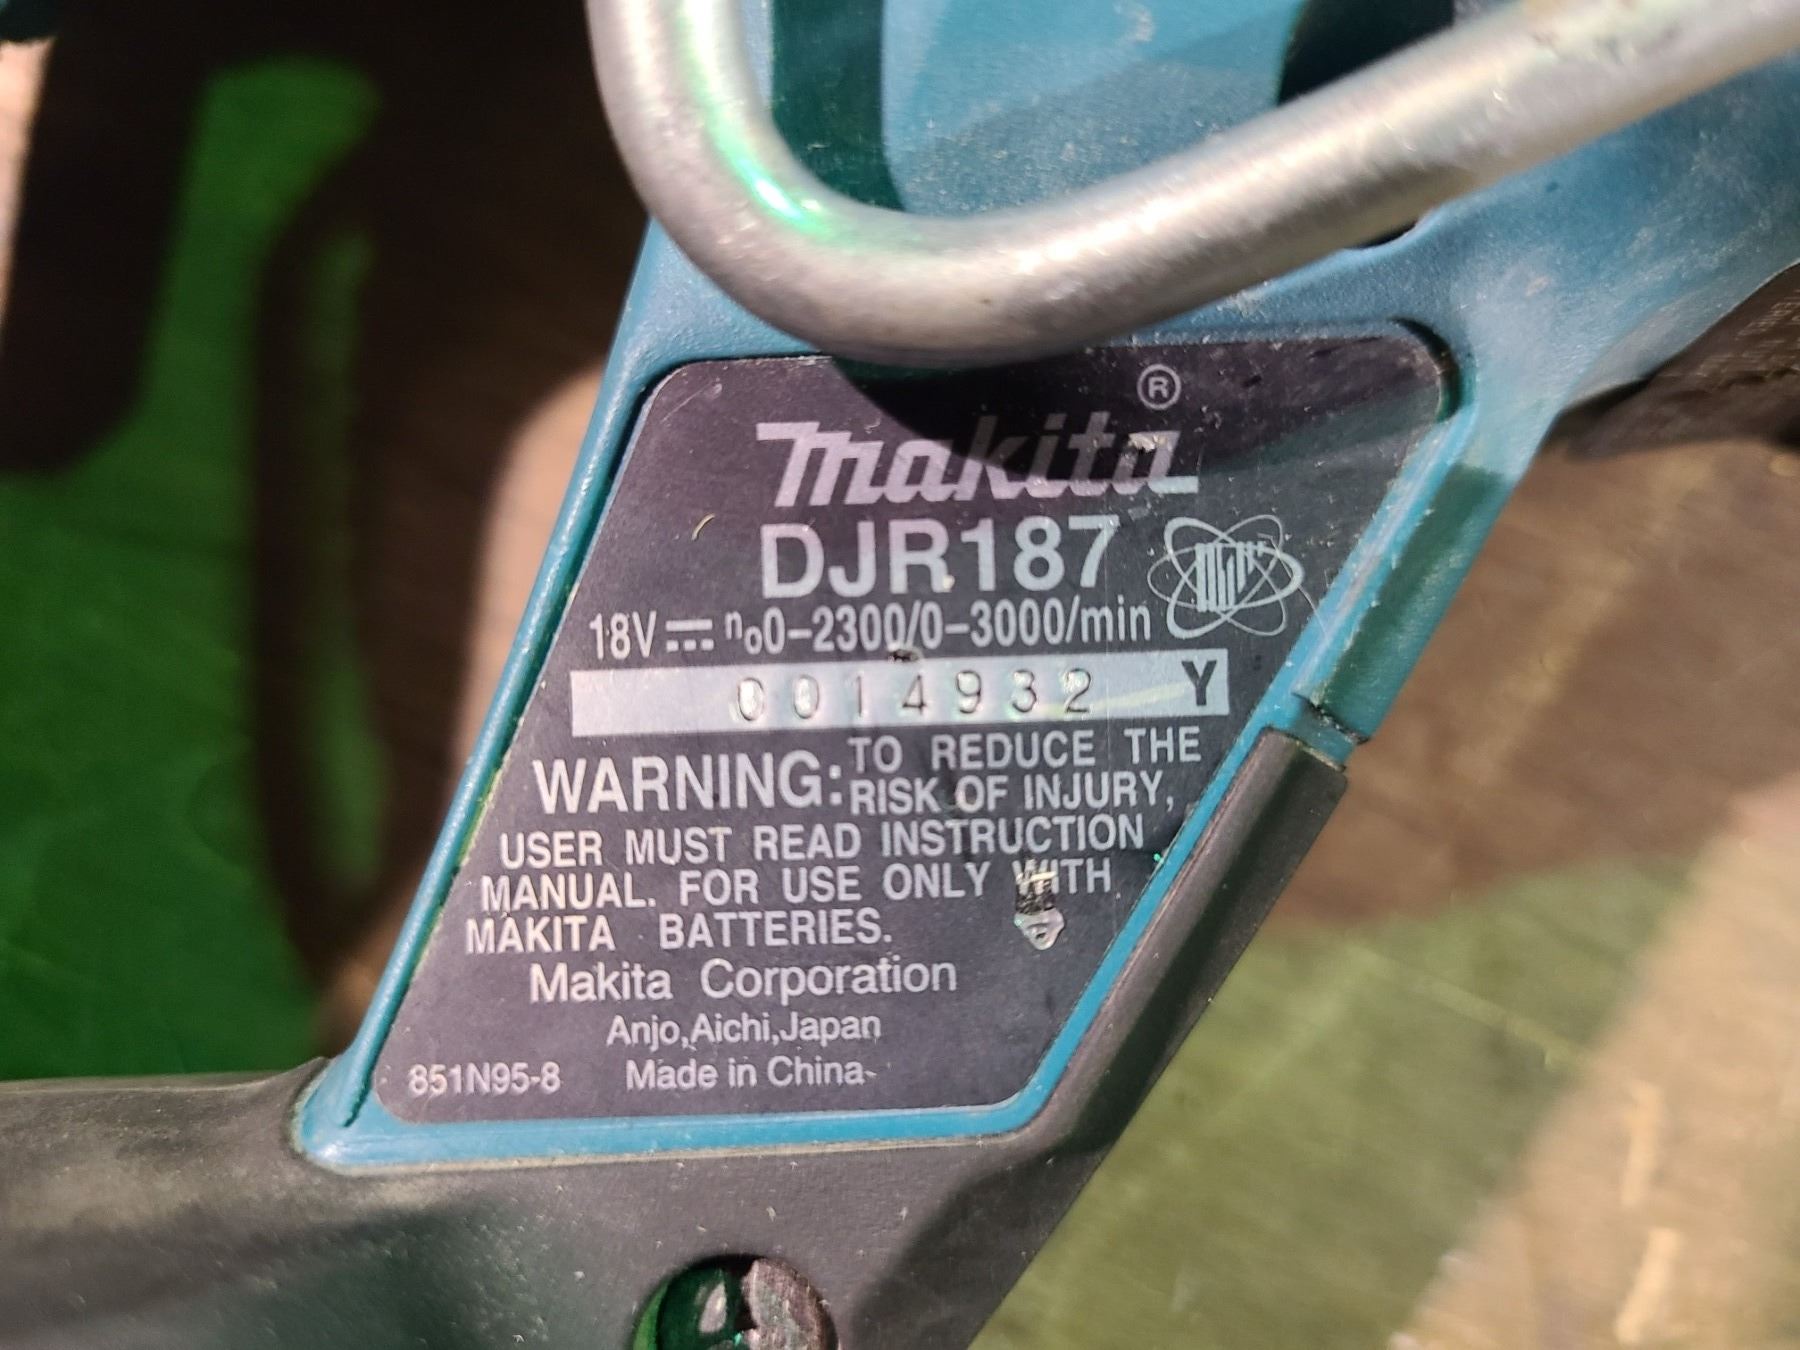 makita®
DJR187
18V⎓ n₀0-2300/0-3000/min
0014932 Y
WARNING: TO REDUCE THE
RISK OF INJURY,
USER MUST READ INSTRUCTION
MANUAL. FOR USE ONLY WITH
MAKITA BATTERIES.
Makita Corporation
Anjo,Aichi,Japan
851N95-8 Made in China